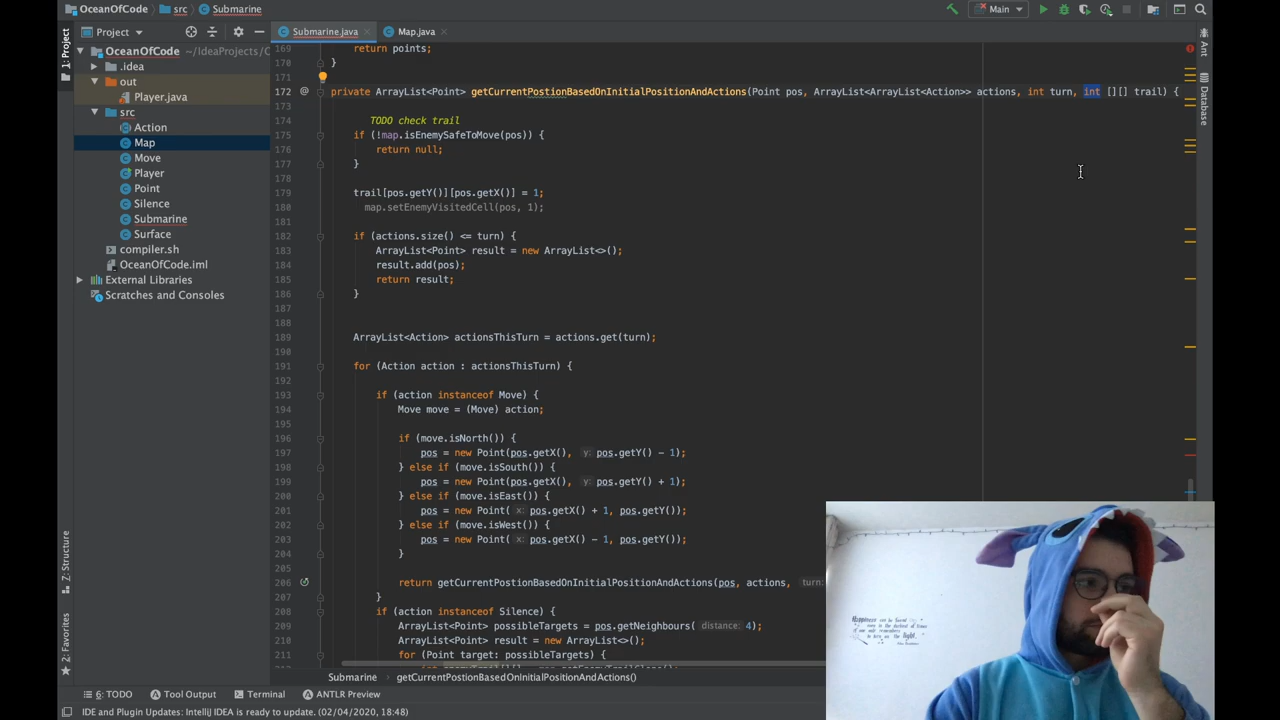 OceanOfCode
src
Submarine
Main
Project
Submarine.java
Map.java
OceanOfCode ~/IdeaProjects/O
.idea
out
Player.java
src
Action
Map
Move
Player
Point
Silence
Submarine
Surface
compiler.sh
OceanOfCode.iml
External Libraries
Scratches and Consoles
1: Project
Z: Structure
2: Favorites
Ant
Database
169 return points;
170 }
171
172 @ private ArrayList<Point> getCurrentPostionBasedOnInitialPositionAndActions(Point pos, ArrayList<ArrayList<Action>> actions, int turn, int [][] trail) {
173
174 TODO check trail
175 if (!map.isEnemySafeToMove(pos)) {
176 return null;
177 }
178
179 trail[pos.getY()][pos.getX()] = 1;
180 map.setEnemyVisitedCell(pos, 1);
181
182 if (actions.size() <= turn) {
183 ArrayList<Point> result = new ArrayList<>();
184 result.add(pos);
185 return result;
186 }
187
188
189 ArrayList<Action> actionsThisTurn = actions.get(turn);
190
191 for (Action action : actionsThisTurn) {
192
193 if (action instanceof Move) {
194 Move move = (Move) action;
195
196 if (move.isNorth()) {
197 pos = new Point(pos.getX(), y: pos.getY() - 1);
198 } else if (move.isSouth()) {
199 pos = new Point(pos.getX(), y: pos.getY() + 1);
200 } else if (move.isEast()) {
201 pos = new Point( x: pos.getX() + 1, pos.getY());
202 } else if (move.isWest()) {
203 pos = new Point( x: pos.getX() - 1, pos.getY());
204 }
205
206 return getCurrentPostionBasedOnInitialPositionAndActions(pos, actions, turn:
207 }
208 if (action instanceof Silence) {
209 ArrayList<Point> possibleTargets = pos.getNeighbours( distance: 4);
210 ArrayList<Point> result = new ArrayList<>();
211 for (Point target: possibleTargets) {
Submarine
getCurrentPostionBasedOnInitialPositionAndActions()
6: TODO
Tool Output
Terminal
ANTLR Preview
IDE and Plugin Updates: IntelliJ IDEA is ready to update. (02/04/2020, 18:48)